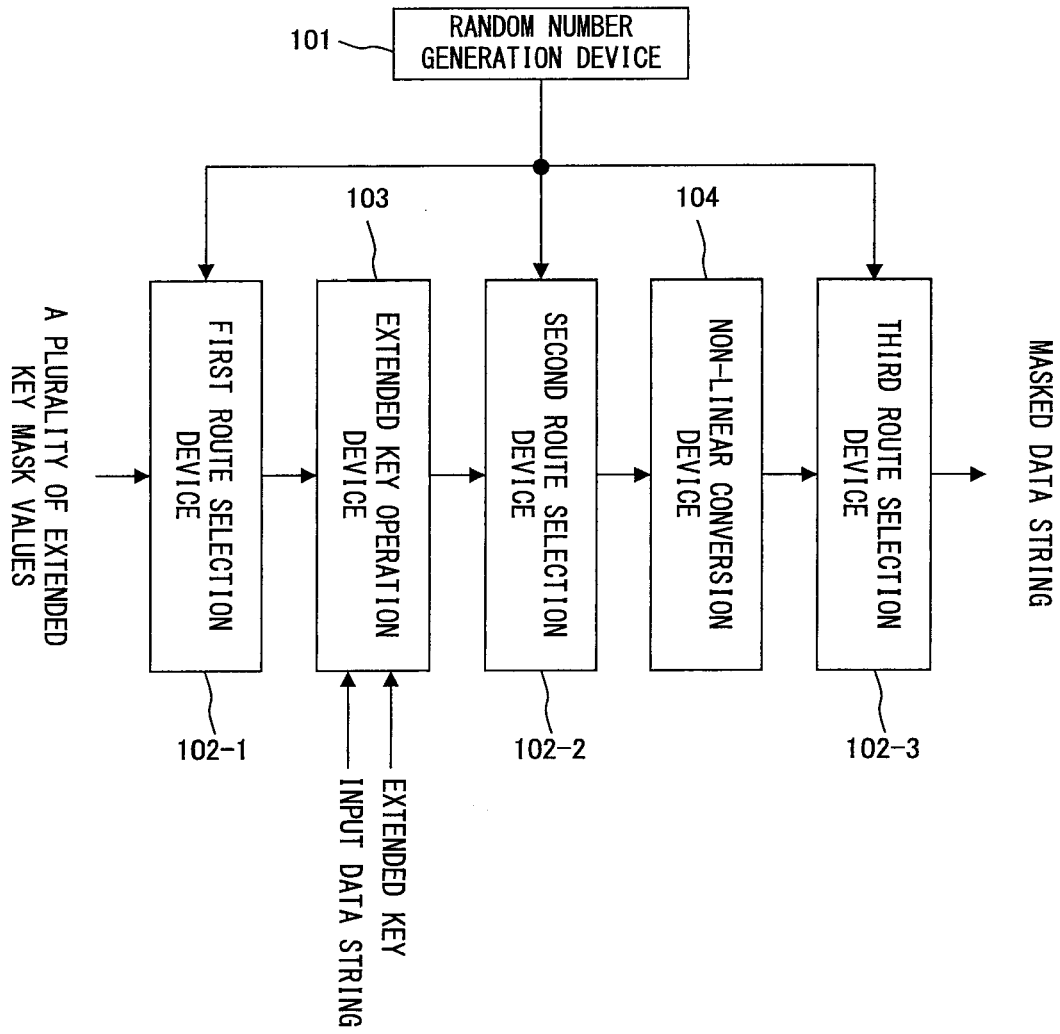 RANDOM NUMBER
GENERATION DEVICE
101
103
104
A PLURALITY OF EXTENDED
KEY MASK VALUES
FIRST ROUTE SELECTION
DEVICE
EXTENDED KEY OPERATION
DEVICE
SECOND ROUTE SELECTION
DEVICE
NON-LINEAR CONVERSION
DEVICE
THIRD ROUTE SELECTION
DEVICE
MASKED DATA STRING
102-1
102-2
102-3
EXTENDED KEY
INPUT DATA STRING